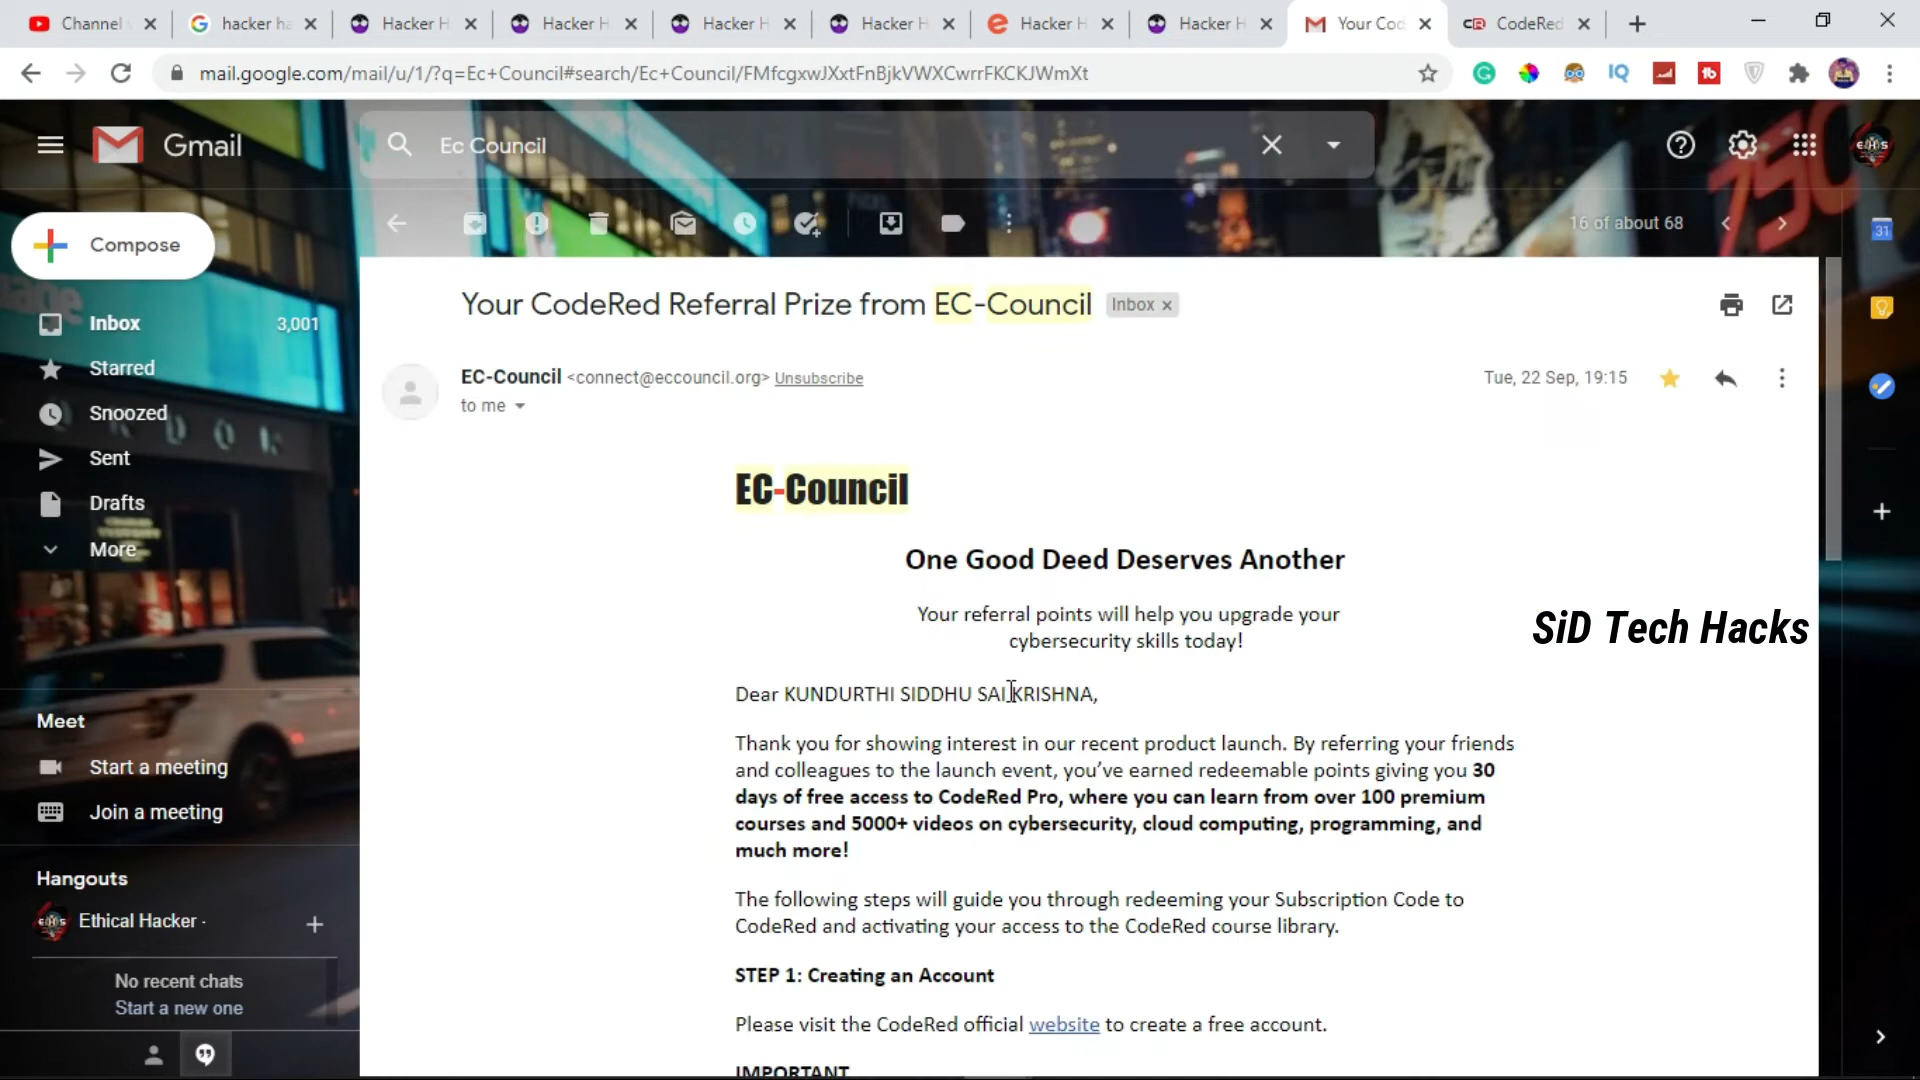 Channel
hacker ha
Hacker H
Hacker H
Hacker H
Hacker H
Hacker H
Hacker H
Your Cod
CodeRed
mail.google.com/mail/u/1/?q=Ec+Council#search/Ec+Council/FMfcgxwJXxtFnBjkVWXCwrrFKCKJWmXt
Gmail
Ec Council
Compose
16 of about 68
Your CodeRed Referral Prize from EC-Council
Inbox
Inbox 3,001
Starred
Snoozed
Sent
Drafts
More
EC-Council <connect@eccouncil.org> Unsubscribe
Tue, 22 Sep, 19:15
to me
EC-Council
One Good Deed Deserves Another
Your referral points will help you upgrade your
cybersecurity skills today!
SiD Tech Hacks
Dear KUNDURTHI SIDDHU SAI KRISHNA,
Thank you for showing interest in our recent product launch. By referring your friends
and colleagues to the launch event, you've earned redeemable points giving you 30
days of free access to CodeRed Pro, where you can learn from over 100 premium
courses and 5000+ videos on cybersecurity, cloud computing, programming, and
much more!
The following steps will guide you through redeeming your Subscription Code to
CodeRed and activating your access to the CodeRed course library.
STEP 1: Creating an Account
Please visit the CodeRed official website to create a free account.
IMPORTANT
Meet
Start a meeting
Join a meeting
Hangouts
Ethical Hacker ·
No recent chats
Start a new one
31
IQ
tb
EHS
750